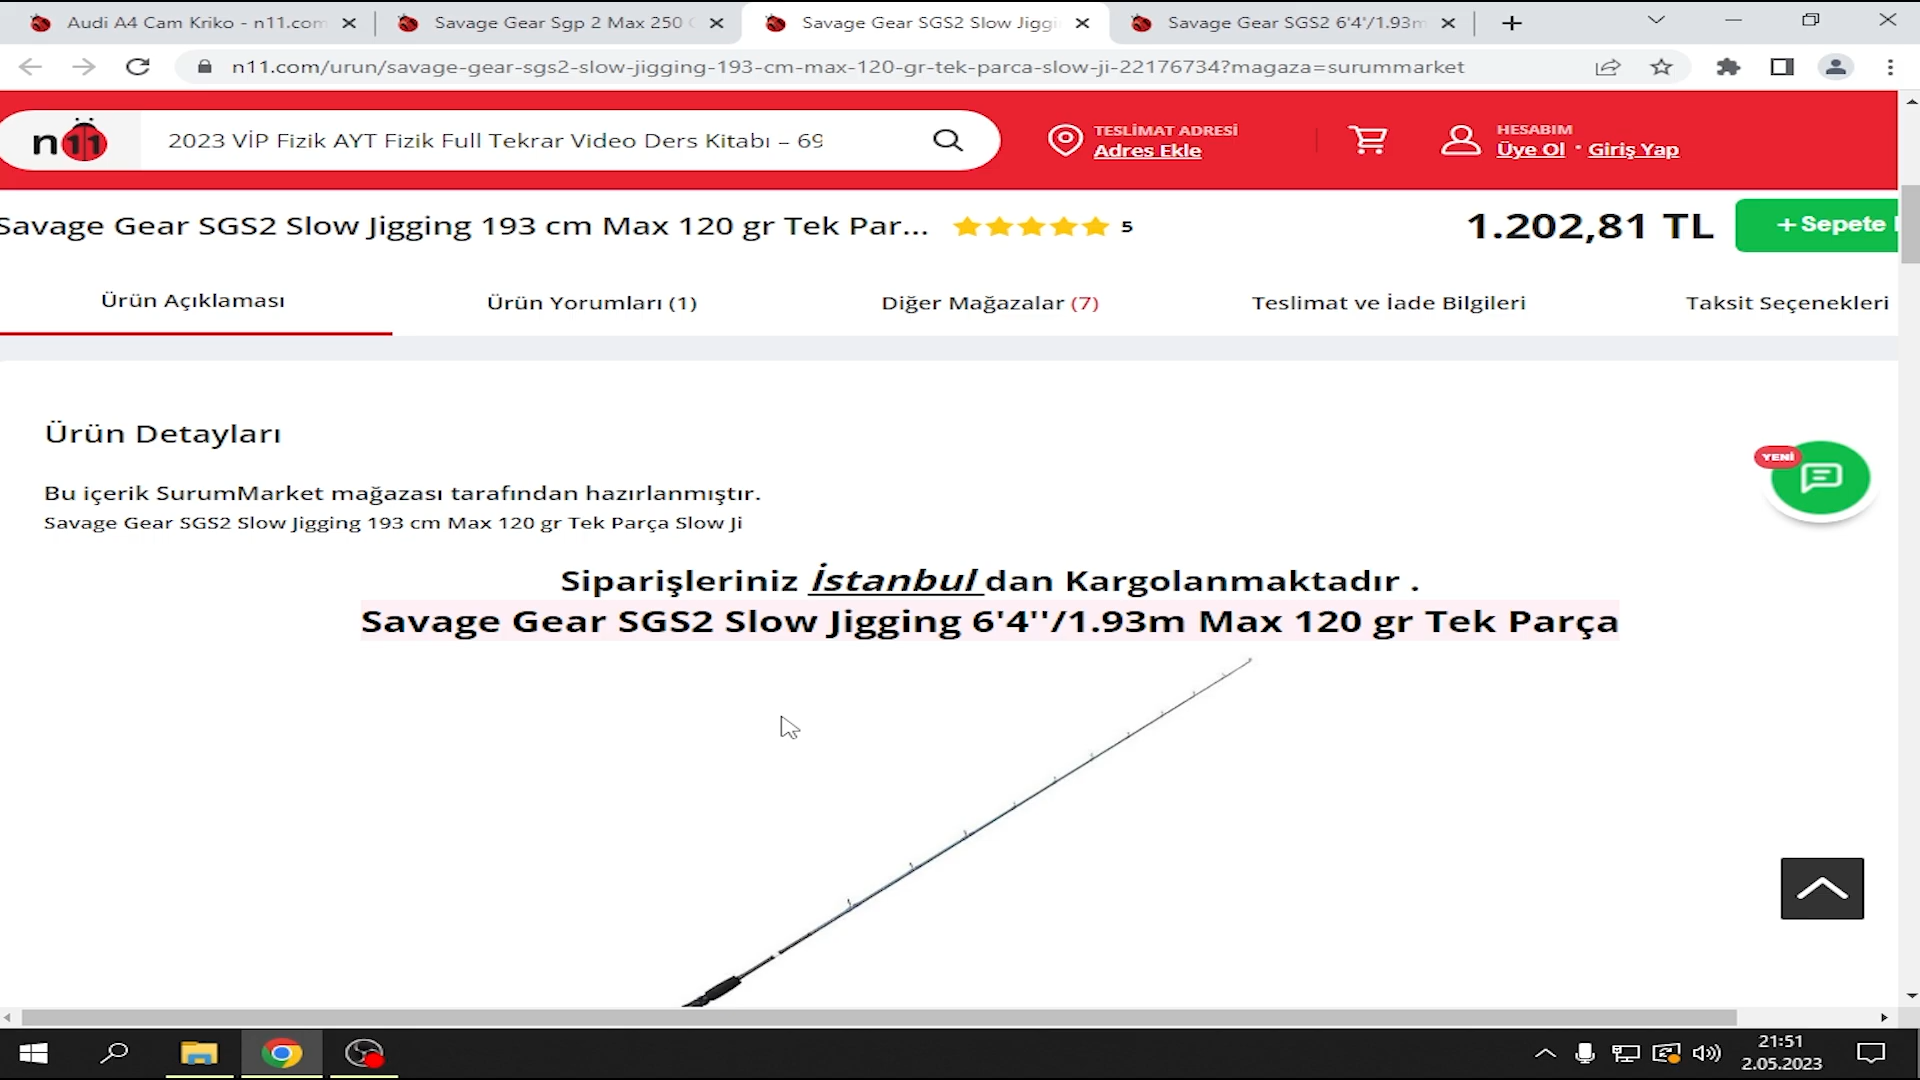 Audi A4 Cam Kriko - n11.com
Savage Gear Sgp 2 Max 250
Savage Gear SGS2 Slow Jiggi
Savage Gear SGS2 6'4'/1.93m
n11.com/urun/savage-gear-sgs2-slow-jigging-193-cm-max-120-gr-tek-parca-slow-ji-22176734?magaza=surummarket
n11
2023 VİP Fizik AYT Fizik Full Tekrar Video Ders Kitabı – 69
TESLİMAT ADRESİ
Adres Ekle
HESABIM
Üye Ol · Giriş Yap
Savage Gear SGS2 Slow Jigging 193 cm Max 120 gr Tek Par...
5
1.202,81 TL
+Sepete
Ürün Açıklaması
Ürün Yorumları (1)
Diğer Mağazalar (7)
Teslimat ve İade Bilgileri
Taksit Seçenekleri
Ürün Detayları
YENİ
Bu içerik SurumMarket mağazası tarafından hazırlanmıştır.
Savage Gear SGS2 Slow Jigging 193 cm Max 120 gr Tek Parça Slow Ji
Siparişleriniz İstanbul dan Kargolanmaktadır .
Savage Gear SGS2 Slow Jigging 6'4''/1.93m Max 120 gr Tek Parça
21:51
2.05.2023